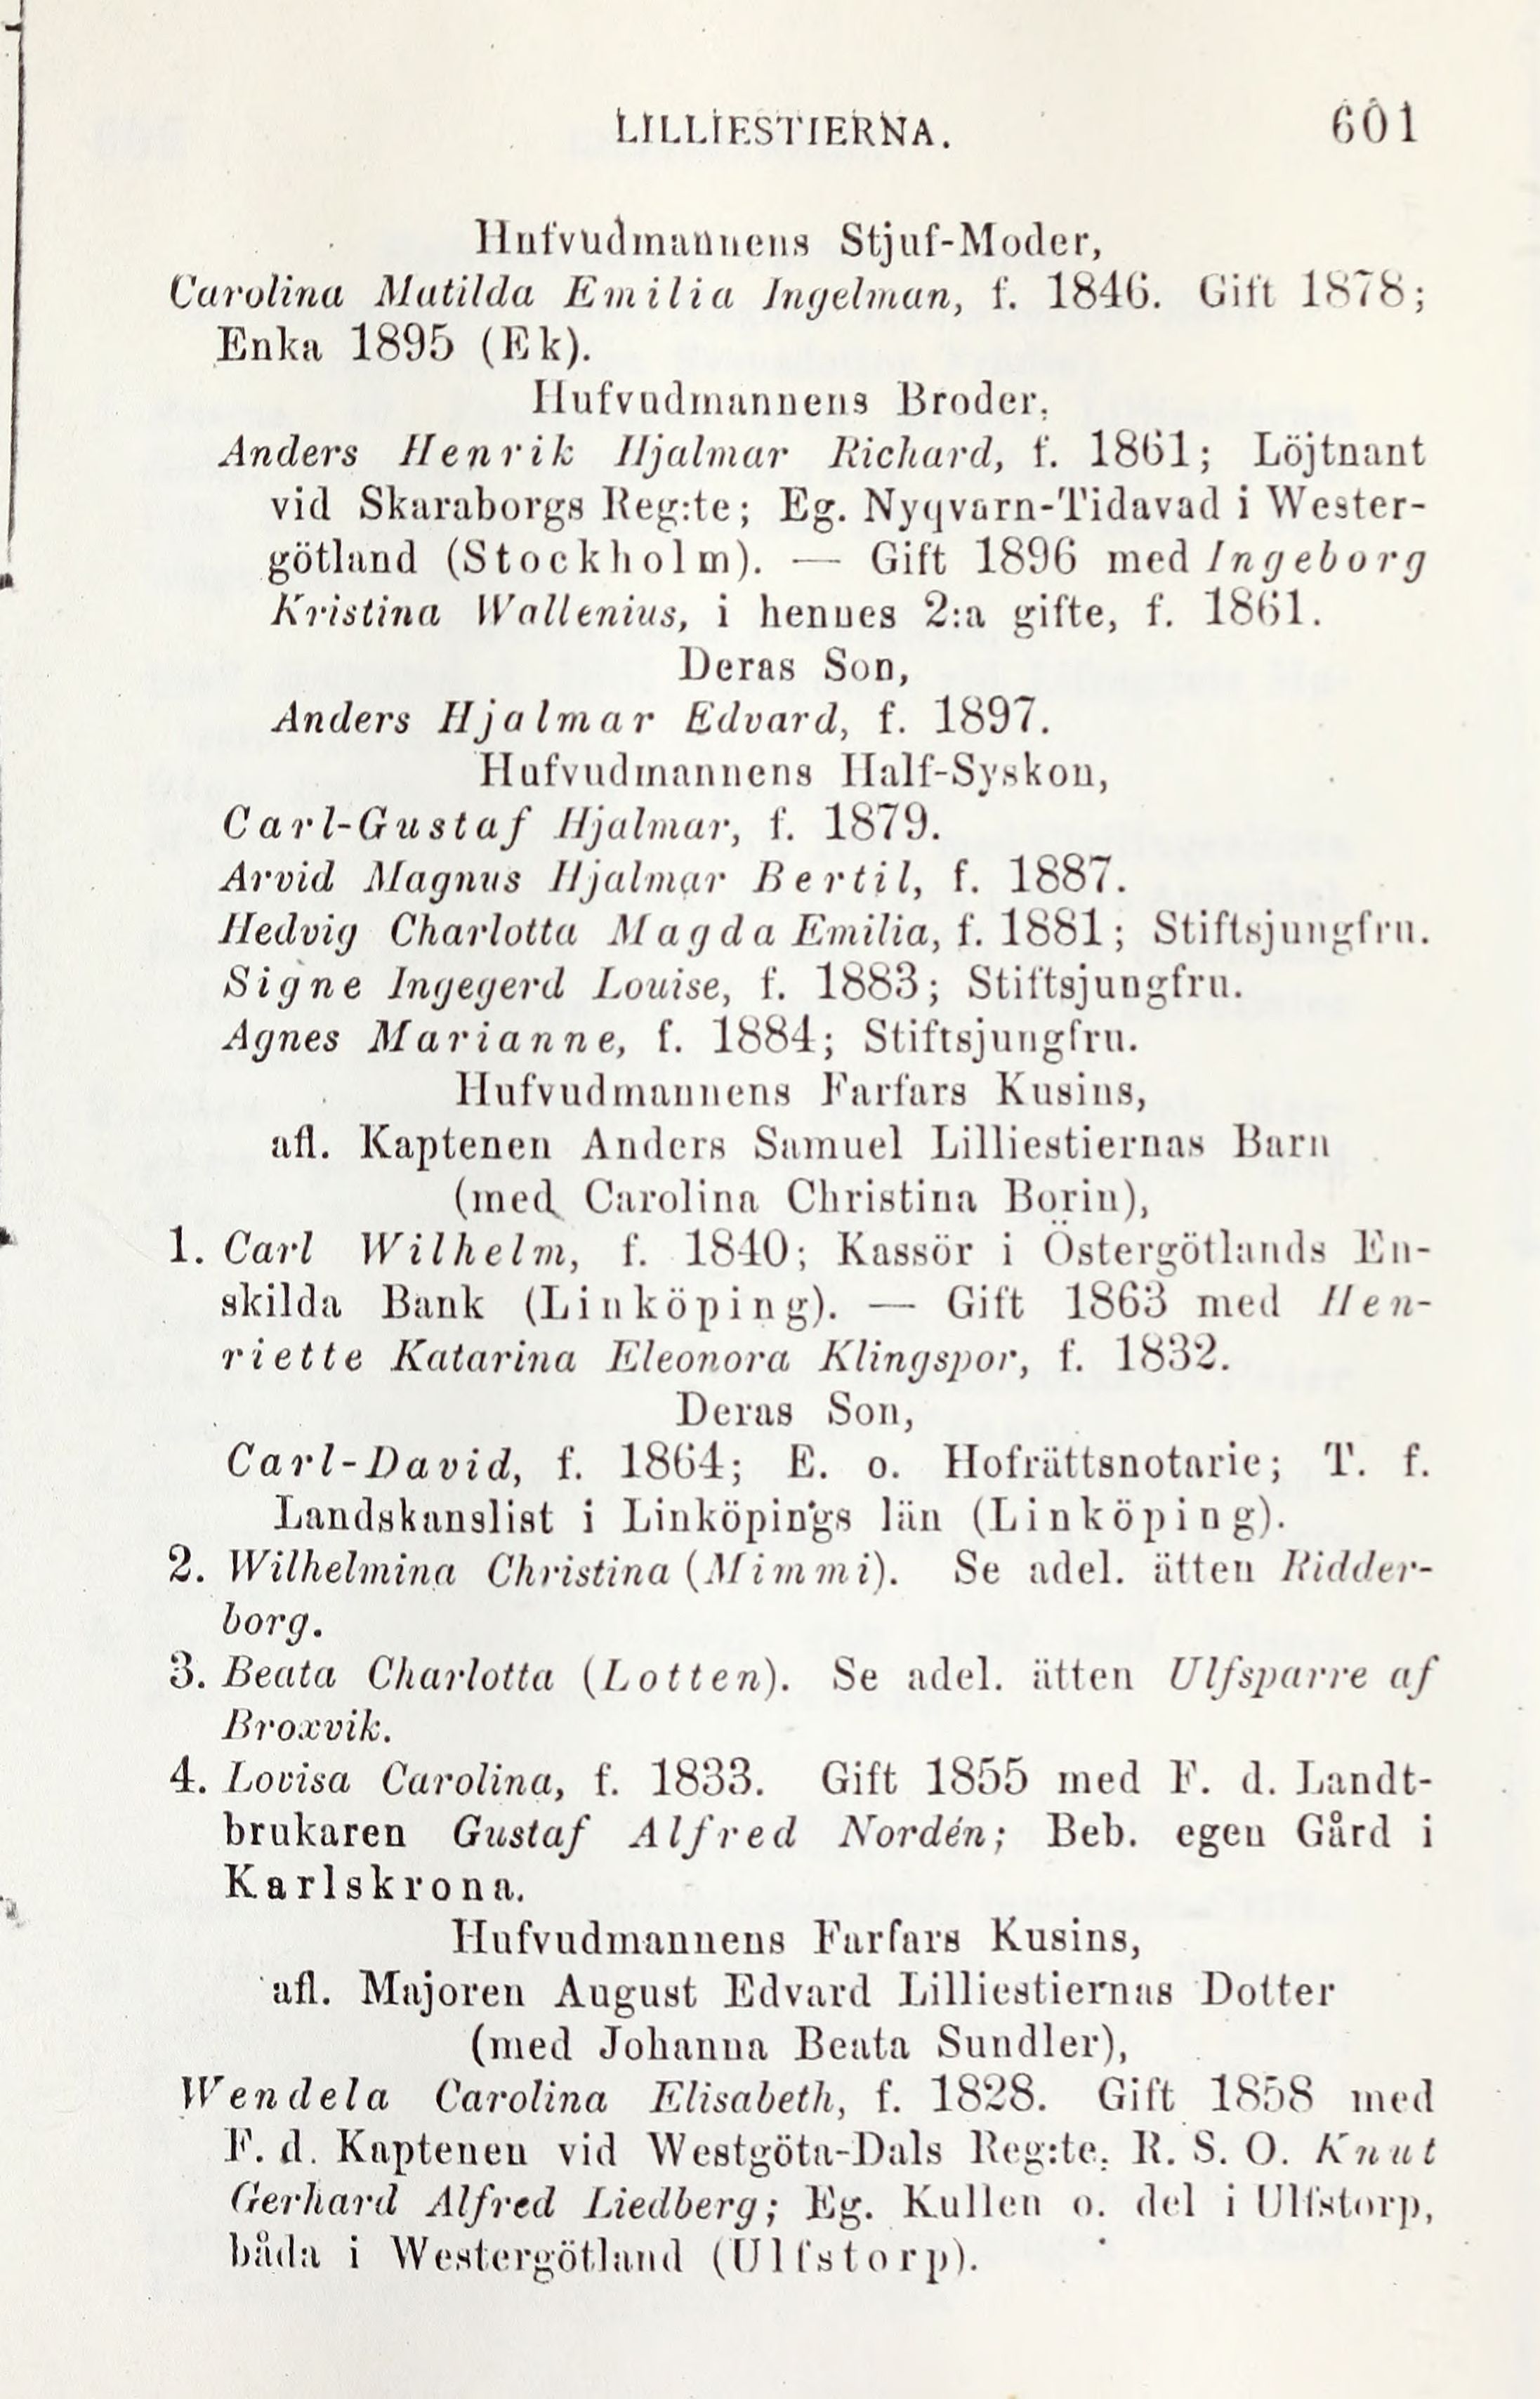 LILLIESTIERNA. 601
Hufvudmannens Stjuf-Moder,
Carolina Matilda Emilia Ingelman, f. 1846. Gift 1878;
Enka 1895 (Ek).
Hufvudmannens Broder,
Anders Henrik Hjalmar Richard, f. 1861; Löjtnant
vid Skaraborgs Reg:te; Eg. Nyqvarn-Tidavad i Wester-
götland (Stockholm). — Gift 1896 med Ingeborg
Kristina Wallenius, i hennes 2:a gifte, f. 1861.
Deras Son,
Anders Hjalmar Edvard, f. 1897.
Hufvudmannens Half-Syskon,
Carl-Gustaf Hjalmar, f. 1879.
Arvid Magnus Hjalmar Bertil, f. 1887.
Hedvig Charlotta Magda Emilia, f. 1881; Stiftsjungfru.
Signe Ingegerd Louise, f. 1883; Stiftsjungfru.
Agnes Marianne, f. 1884; Stiftsjungfru.
Hufvudmannens Farfars Kusins,
afl. Kaptenen Anders Samuel Lilliestiernas Barn
(med Carolina Christina Borin),
1. Carl Wilhelm, f. 1840; Kassör i Östergötlands En-
skilda Bank (Linköping). — Gift 1863 med Hen-
riette Katarina Eleonora Klingspor, f. 1832.
Deras Son,
Carl-David, f. 1864; E. o. Hofrättsnotarie; T. f.
Landskanslist i Linköpings län (Linköping).
2. Wilhelmina Christina (Mimmi). Se adel. ätten Ridder-
borg.
3. Beata Charlotta (Lotten). Se adel. ätten Ulfsparre af
Broxvik.
4. Lovisa Carolina, f. 1833. Gift 1855 med F. d. Landt-
brukaren Gustaf Alfred Nordén; Beb. egen Gård i
Karlskrona.
Hufvudmannens Farfars Kusins,
afl. Majoren August Edvard Lilliestiernas Dotter
(med Johanna Beata Sundler),
Wendela Carolina Elisabeth, f. 1828. Gift 1858 med
F. d. Kaptenen vid Westgöta-Dals Reg:te, R. S. O. Knut
Gerhard Alfred Liedberg; Eg. Kullen o. del i Ulfstorp,
båda i Westergötland (Ulfstorp).